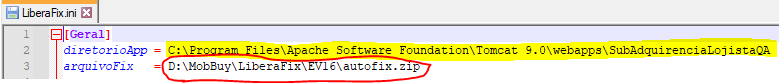 LiberaFix.ini
1 [Geral]
2 diretorioApp = C:\Program Files\Apache Software Foundation\Tomcat 9.0\webapps\SubAdquirenciaLojistaQA
3 arquivoFix = D:\MobBuy\LiberaFix\EV16\autofix.zip